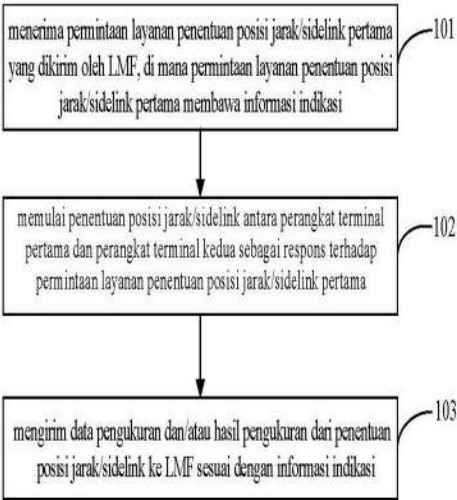 menerima permintaan layanan penentuan posisi jarak/sidelink pertama
yang dikirim oleh LMF, di mana permintaan layanan penentuan posisi
jarak/sidelink pertama membawa informasi indikasi
101
memulai penentuan posisi jarak/sidelink antara perangkat terminal
pertama dan perangkat terminal kedua sebagai respons terhadap
permintaan layanan penentuan posisi jarak/sidelink pertama
102
mengirim data pengukuran dan/atau hasil pengukuran dari penentuan
posisi jarak/sidelink ke LMF sesuai dengan informasi indikasi
103